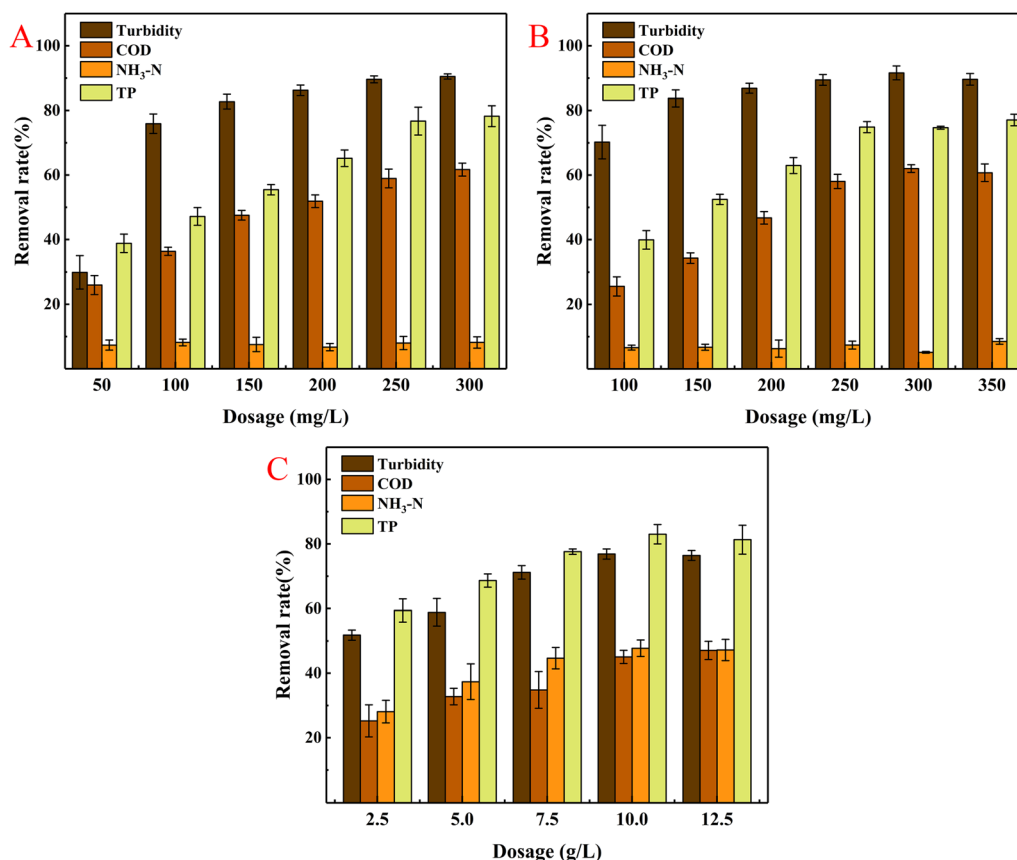 A
Turbidity
COD
NH₃-N
TP
100
80
60
40
20
Removal rate(%)
50 100 150 200 250 300
Dosage (mg/L)
B
Turbidity
COD
NH₃-N
TP
100
80
60
40
20
Removal rate(%)
100 150 200 250 300 350
Dosage (mg/L)
C
Turbidity
COD
NH₃-N
TP
100
80
60
40
20
Removal rate(%)
2.5 5.0 7.5 10.0 12.5
Dosage (g/L)